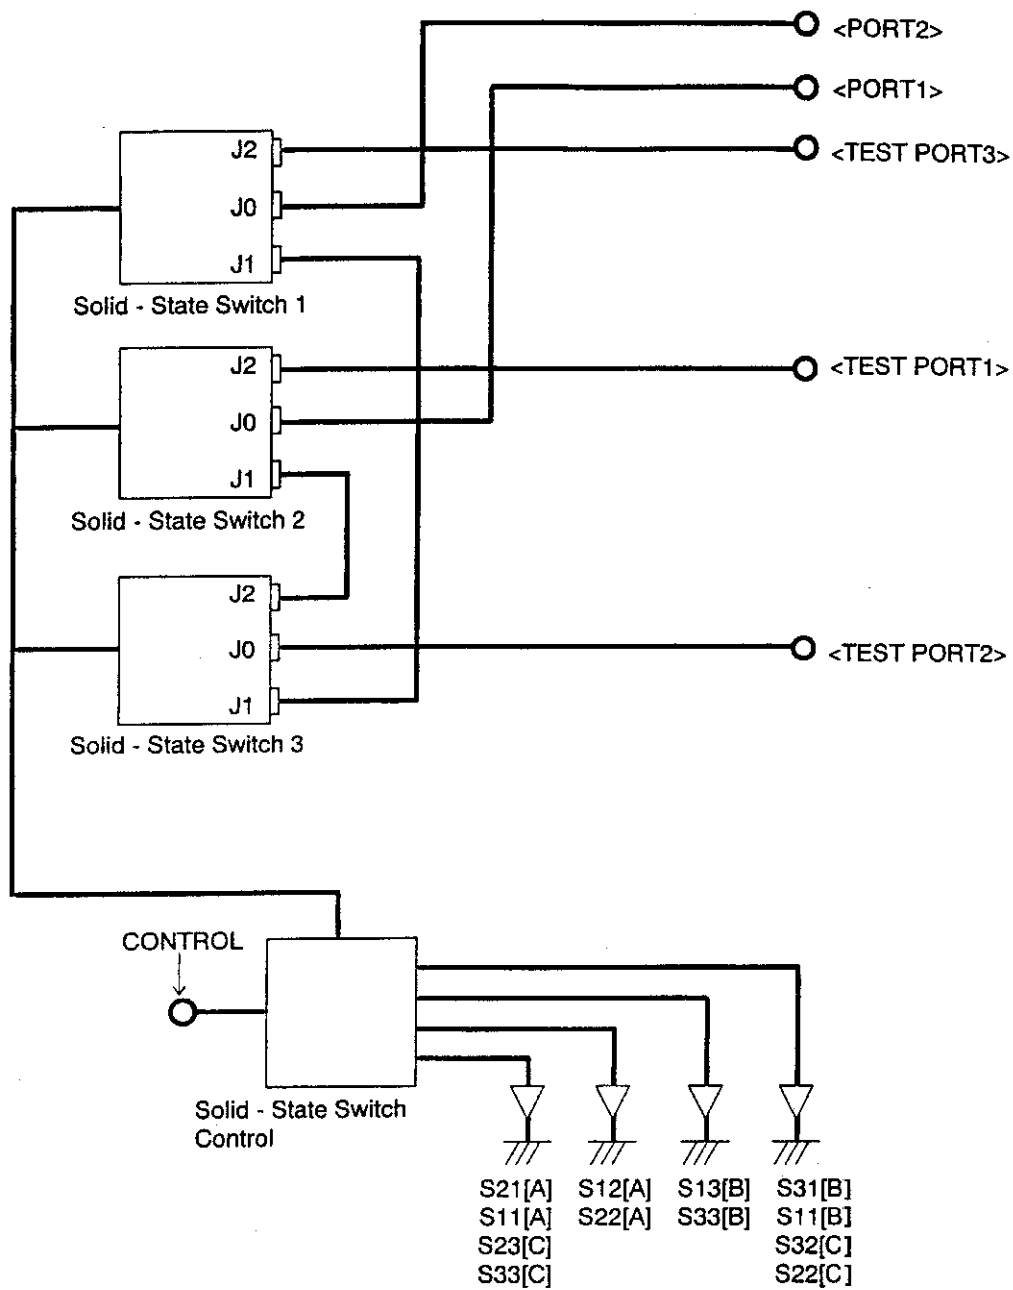 <PORT2>
<PORT1>
J2
<TEST PORT3>
J0
J1
Solid - State Switch 1
J2
<TEST PORT1>
J0
J1
Solid - State Switch 2
J2
J0
<TEST PORT2>
J1
Solid - State Switch 3
CONTROL
Solid - State Switch
Control
S21[A] S12[A] S13[B] S31[B]
S11[A] S22[A] S33[B] S11[B]
S23[C] S32[C]
S33[C] S22[C]